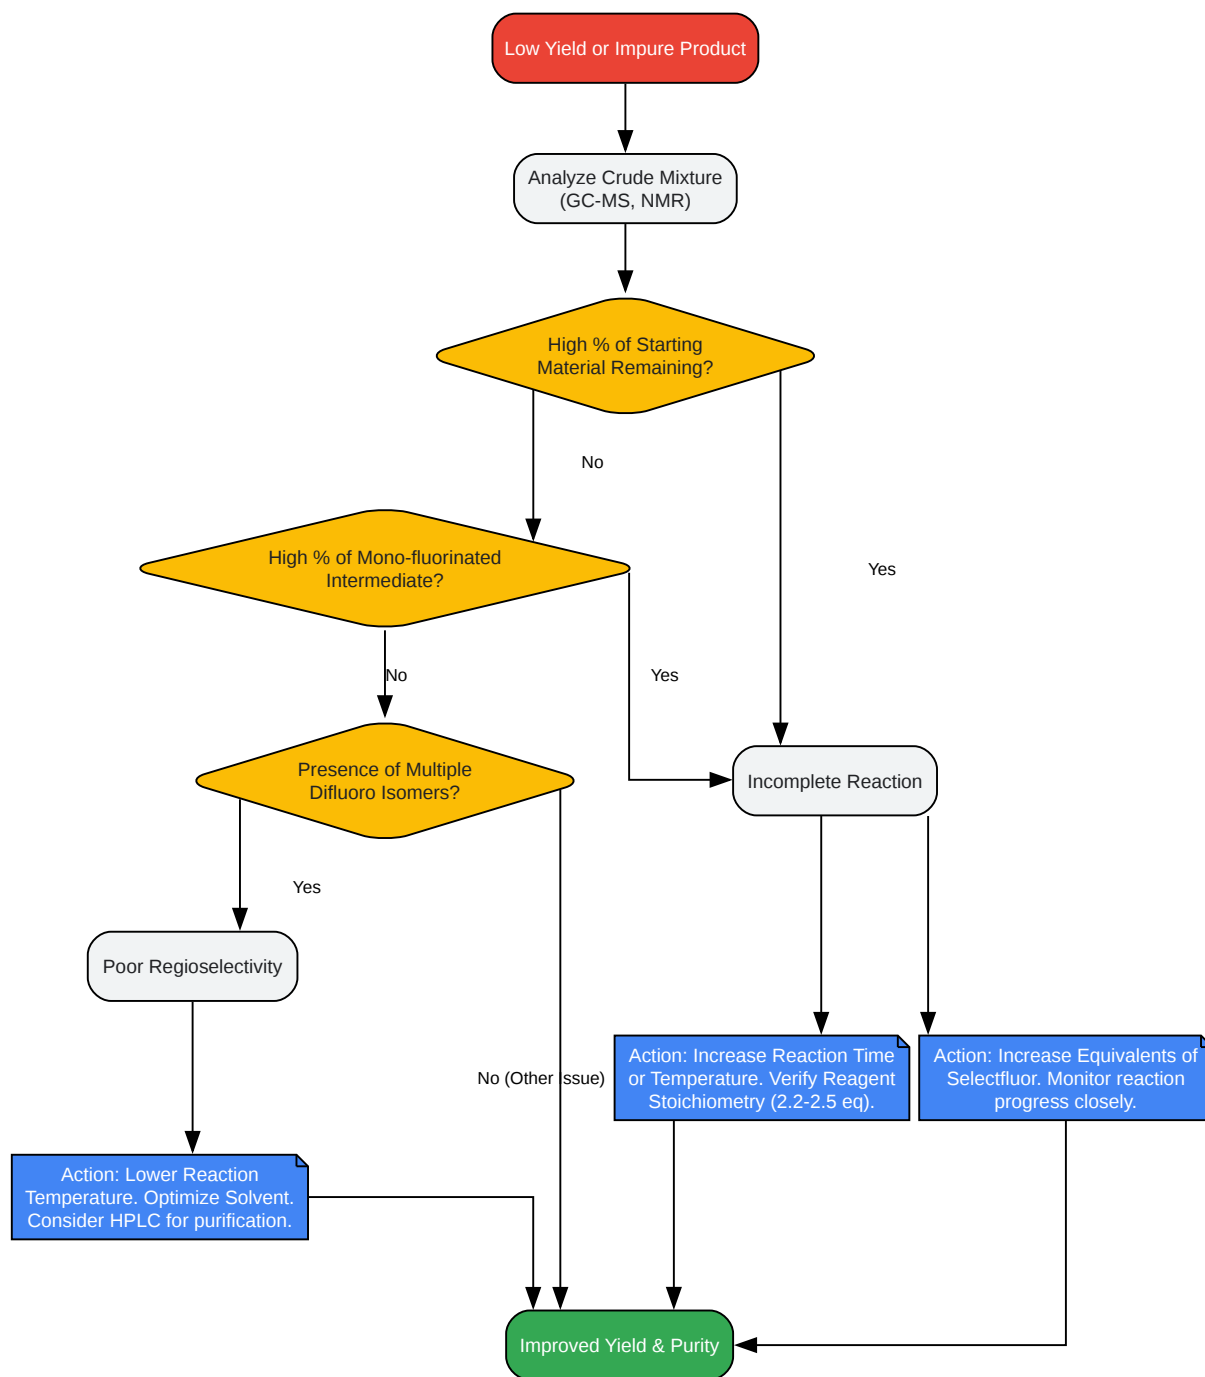 Low Yield or Impure Product
Analyze Crude Mixture
(GC-MS, NMR)
High % of Starting
Material Remaining?
No
Yes
High % of Mono-fluorinated
Intermediate?
No
Yes
Presence of Multiple
Difluoro Isomers?
Incomplete Reaction
Yes
Poor Regioselectivity
No (Other Issue)
Action: Increase Reaction Time
or Temperature. Verify Reagent
Stoichiometry (2.2-2.5 eq).
Action: Increase Equivalents of
Selectfluor. Monitor reaction
progress closely.
Action: Lower Reaction
Temperature. Optimize Solvent.
Consider HPLC for purification.
Improved Yield & Purity